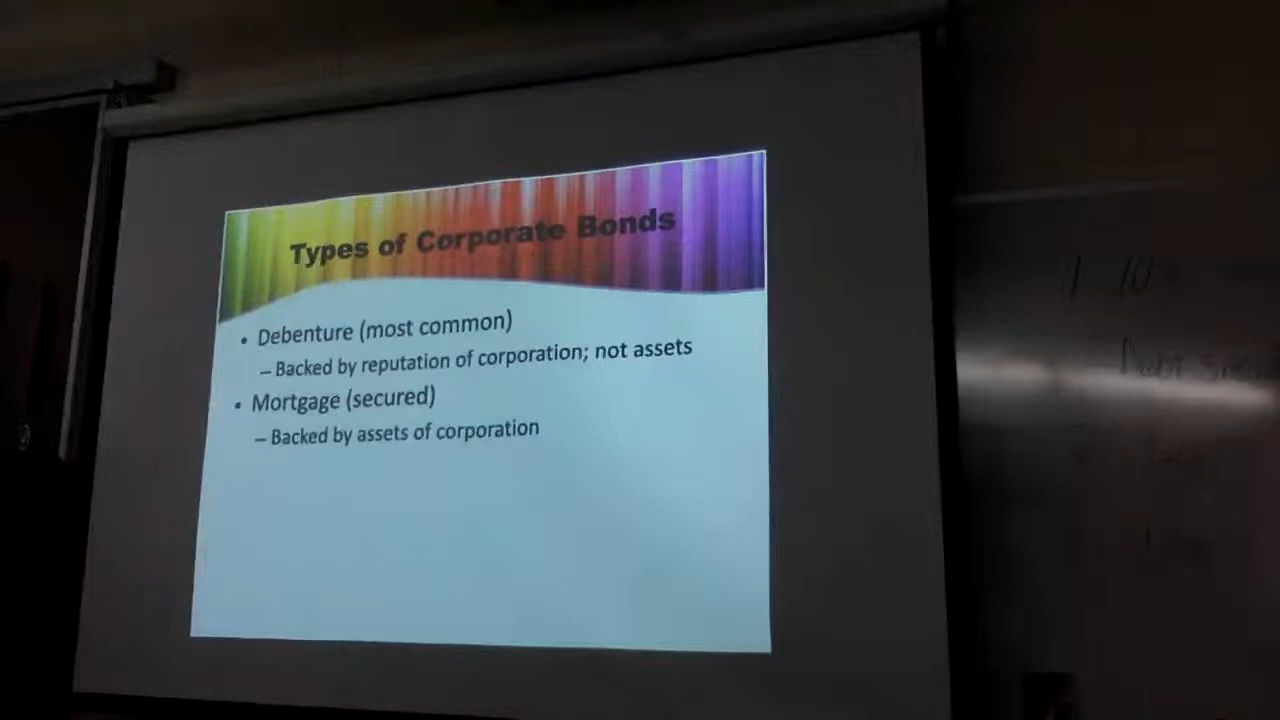 Types of Corporate Bonds
• Debenture (most common)
– Backed by reputation of corporation; not assets
• Mortgage (secured)
– Backed by assets of corporation